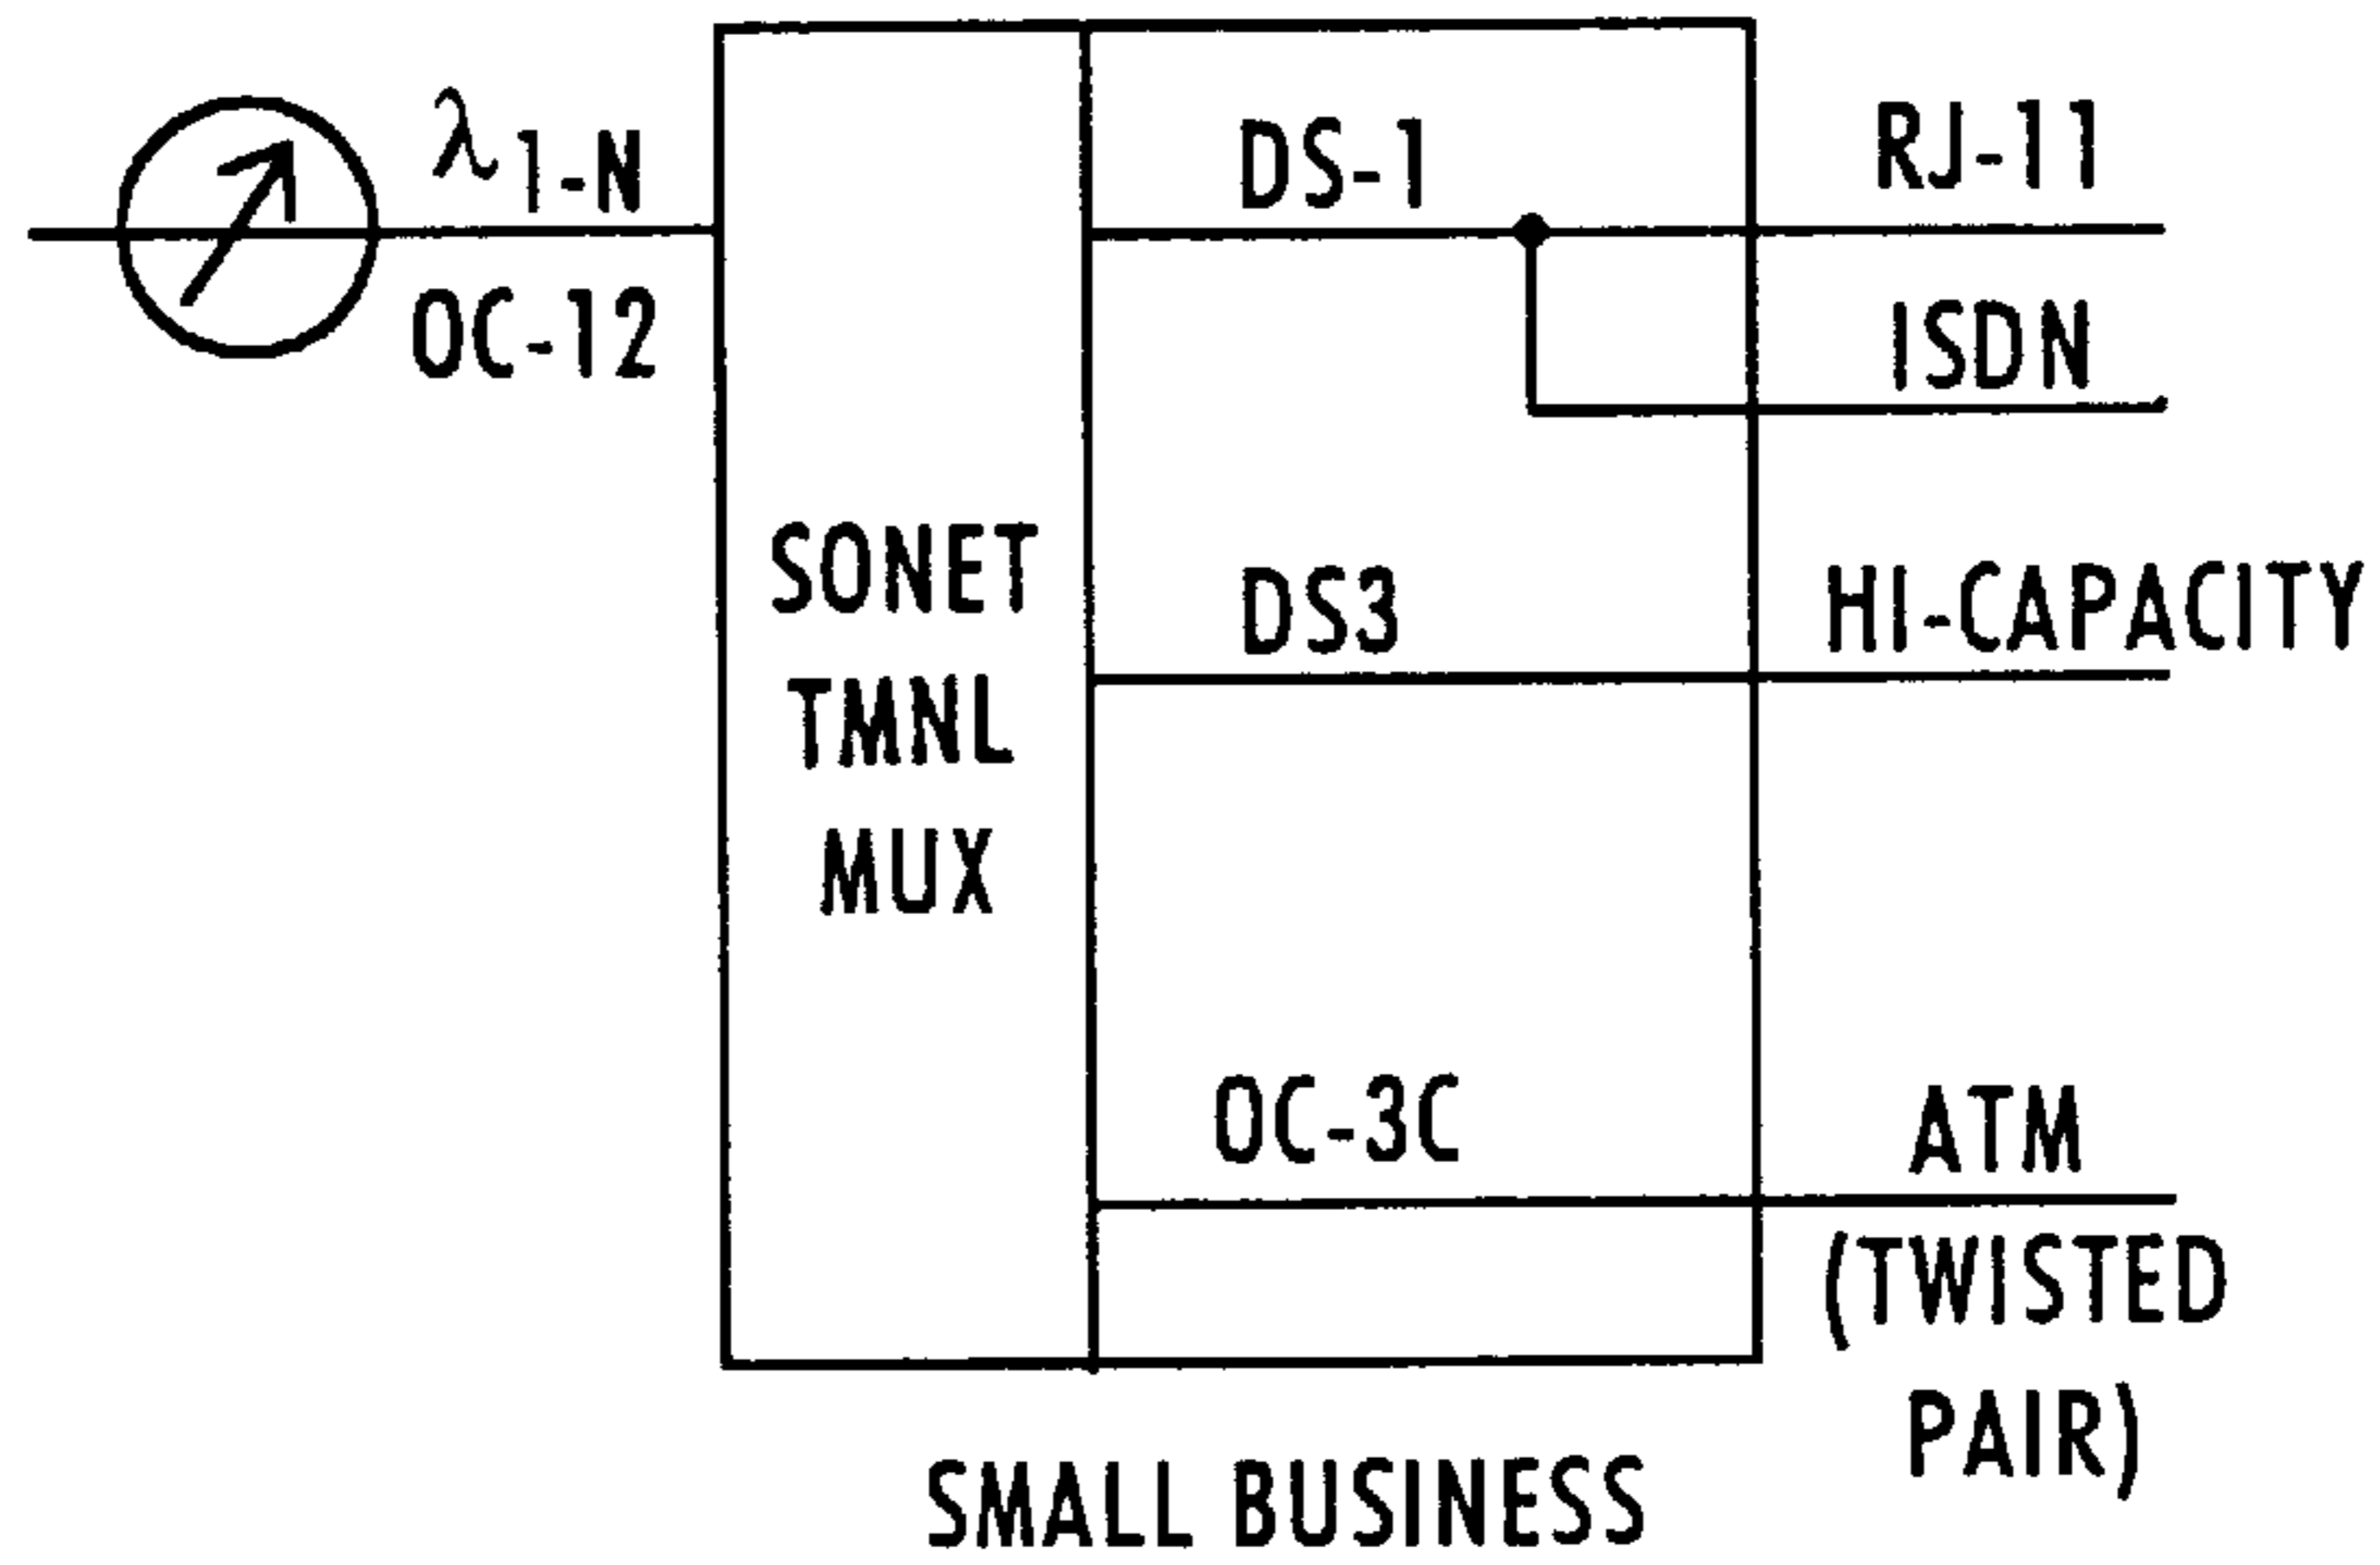 λ1-N
OC-12
SONET
TMNL
MUX
DS-1
RJ-11
ISDN
DS3
HI-CAPACITY
OC-3C
ATM
(TWISTED
PAIR)
SMALL BUSINESS